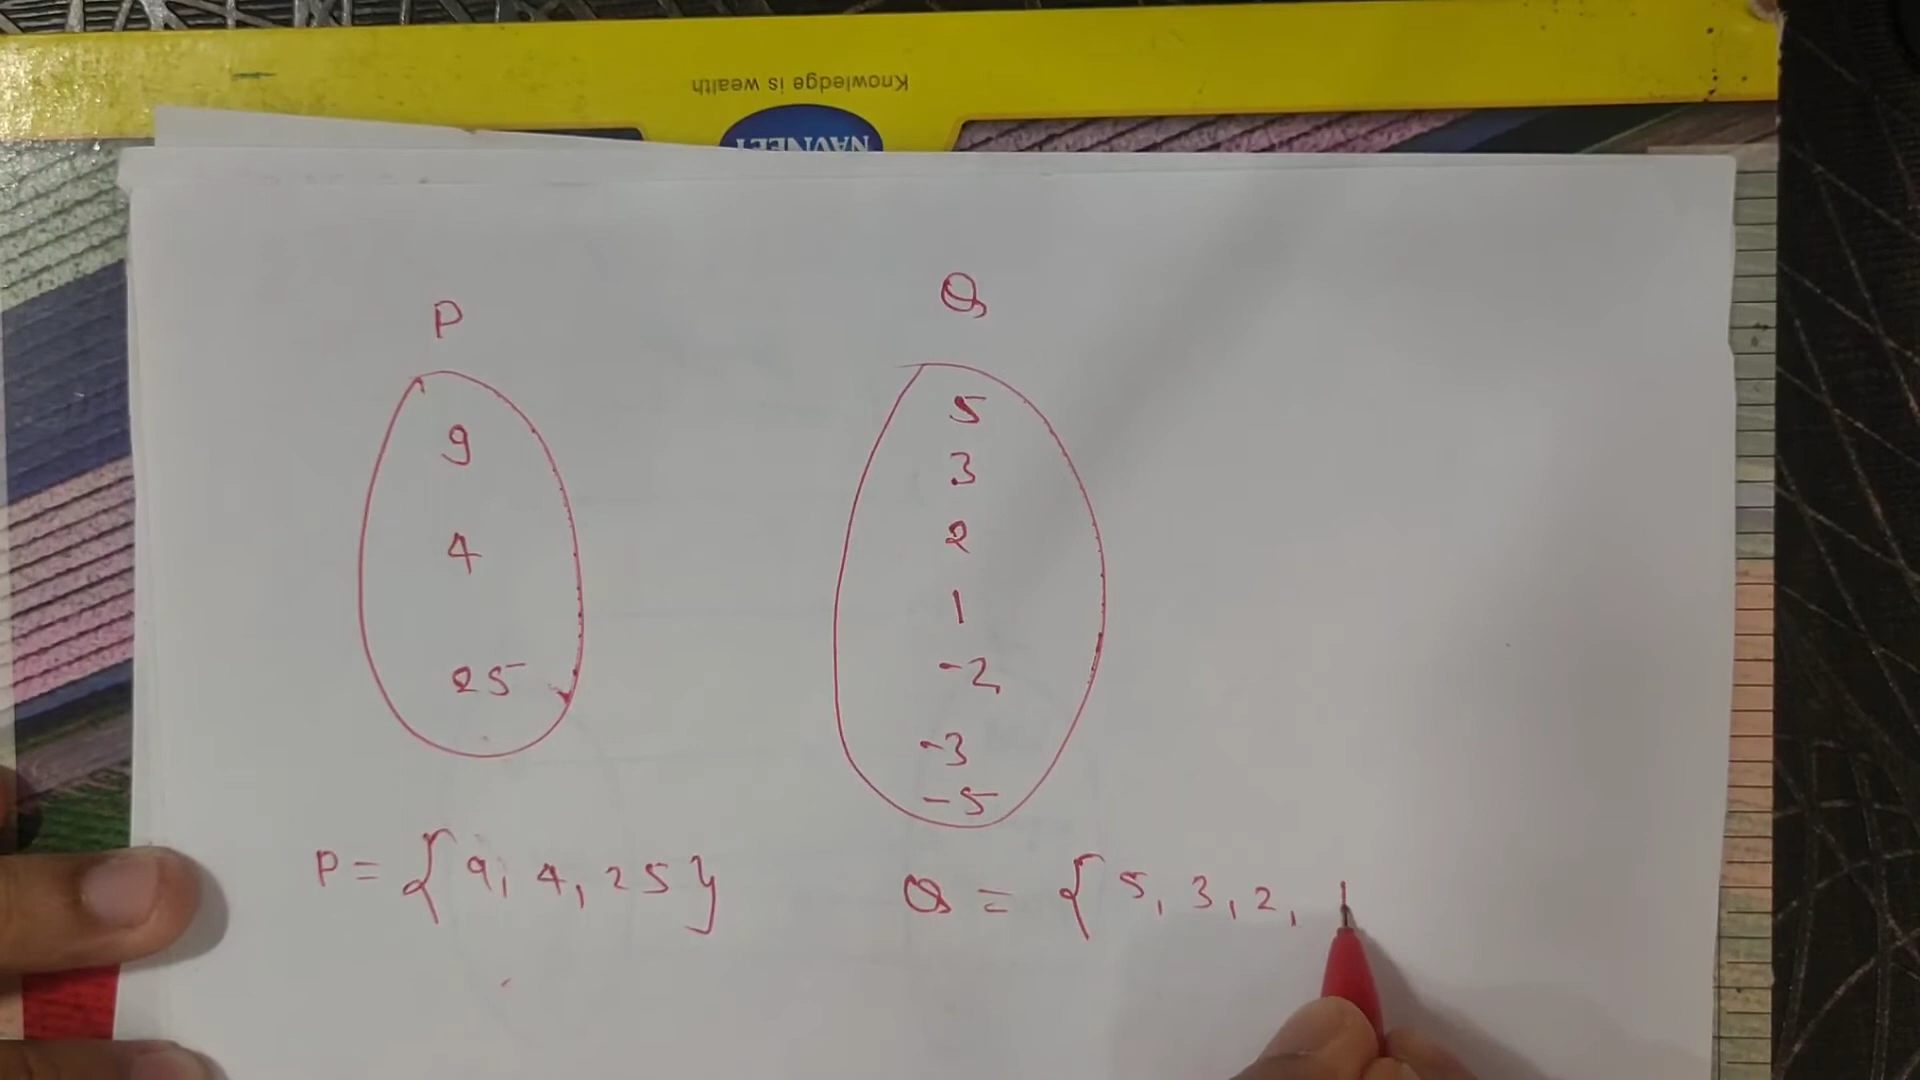 Knowledge is wealth
NAVNEET
P
Q
9
4
25
5
3
2
1
-2
-3
-5
P = { 9, 4, 25 }
Q = { 5, 3, 2, 1